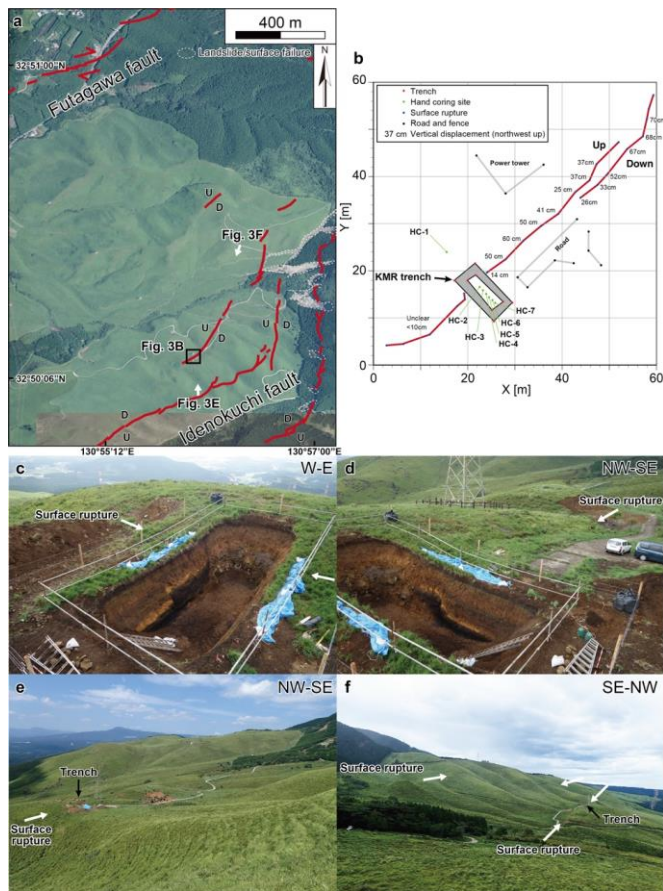 a
400 m
Landslide/surface failure
N
32°51'00"N
Futagawa fault
U
D
Fig. 3F
U
D
Fig. 3B
U
D
32°50'06"N
Fig. 3E
Idenokuchi fault
D
U
D
U
130°55'12"E
130°57'00"E
b
Trench
Hand coring site
Surface rupture
Road and fence
37 cm Vertical displacement (northwest up)
60
40
20
0
Y [m]
0
20
40
60
X [m]
70cm
68cm
67cm
52cm
33cm
26cm
Up
Down
37cm
37cm
25 cm
41 cm
50 cm
60 cm
50 cm
14 cm
Power tower
Road
HC-1
KMR trench
Unclear
<10cm
HC-2
HC-3
HC-7
HC-6
HC-5
HC-4
c
W-E
Surface rupture
d
NW-SE
Surface rupture
e
NW-SE
Trench
Surface
rupture
f
SE-NW
Surface rupture
Trench
Surface rupture